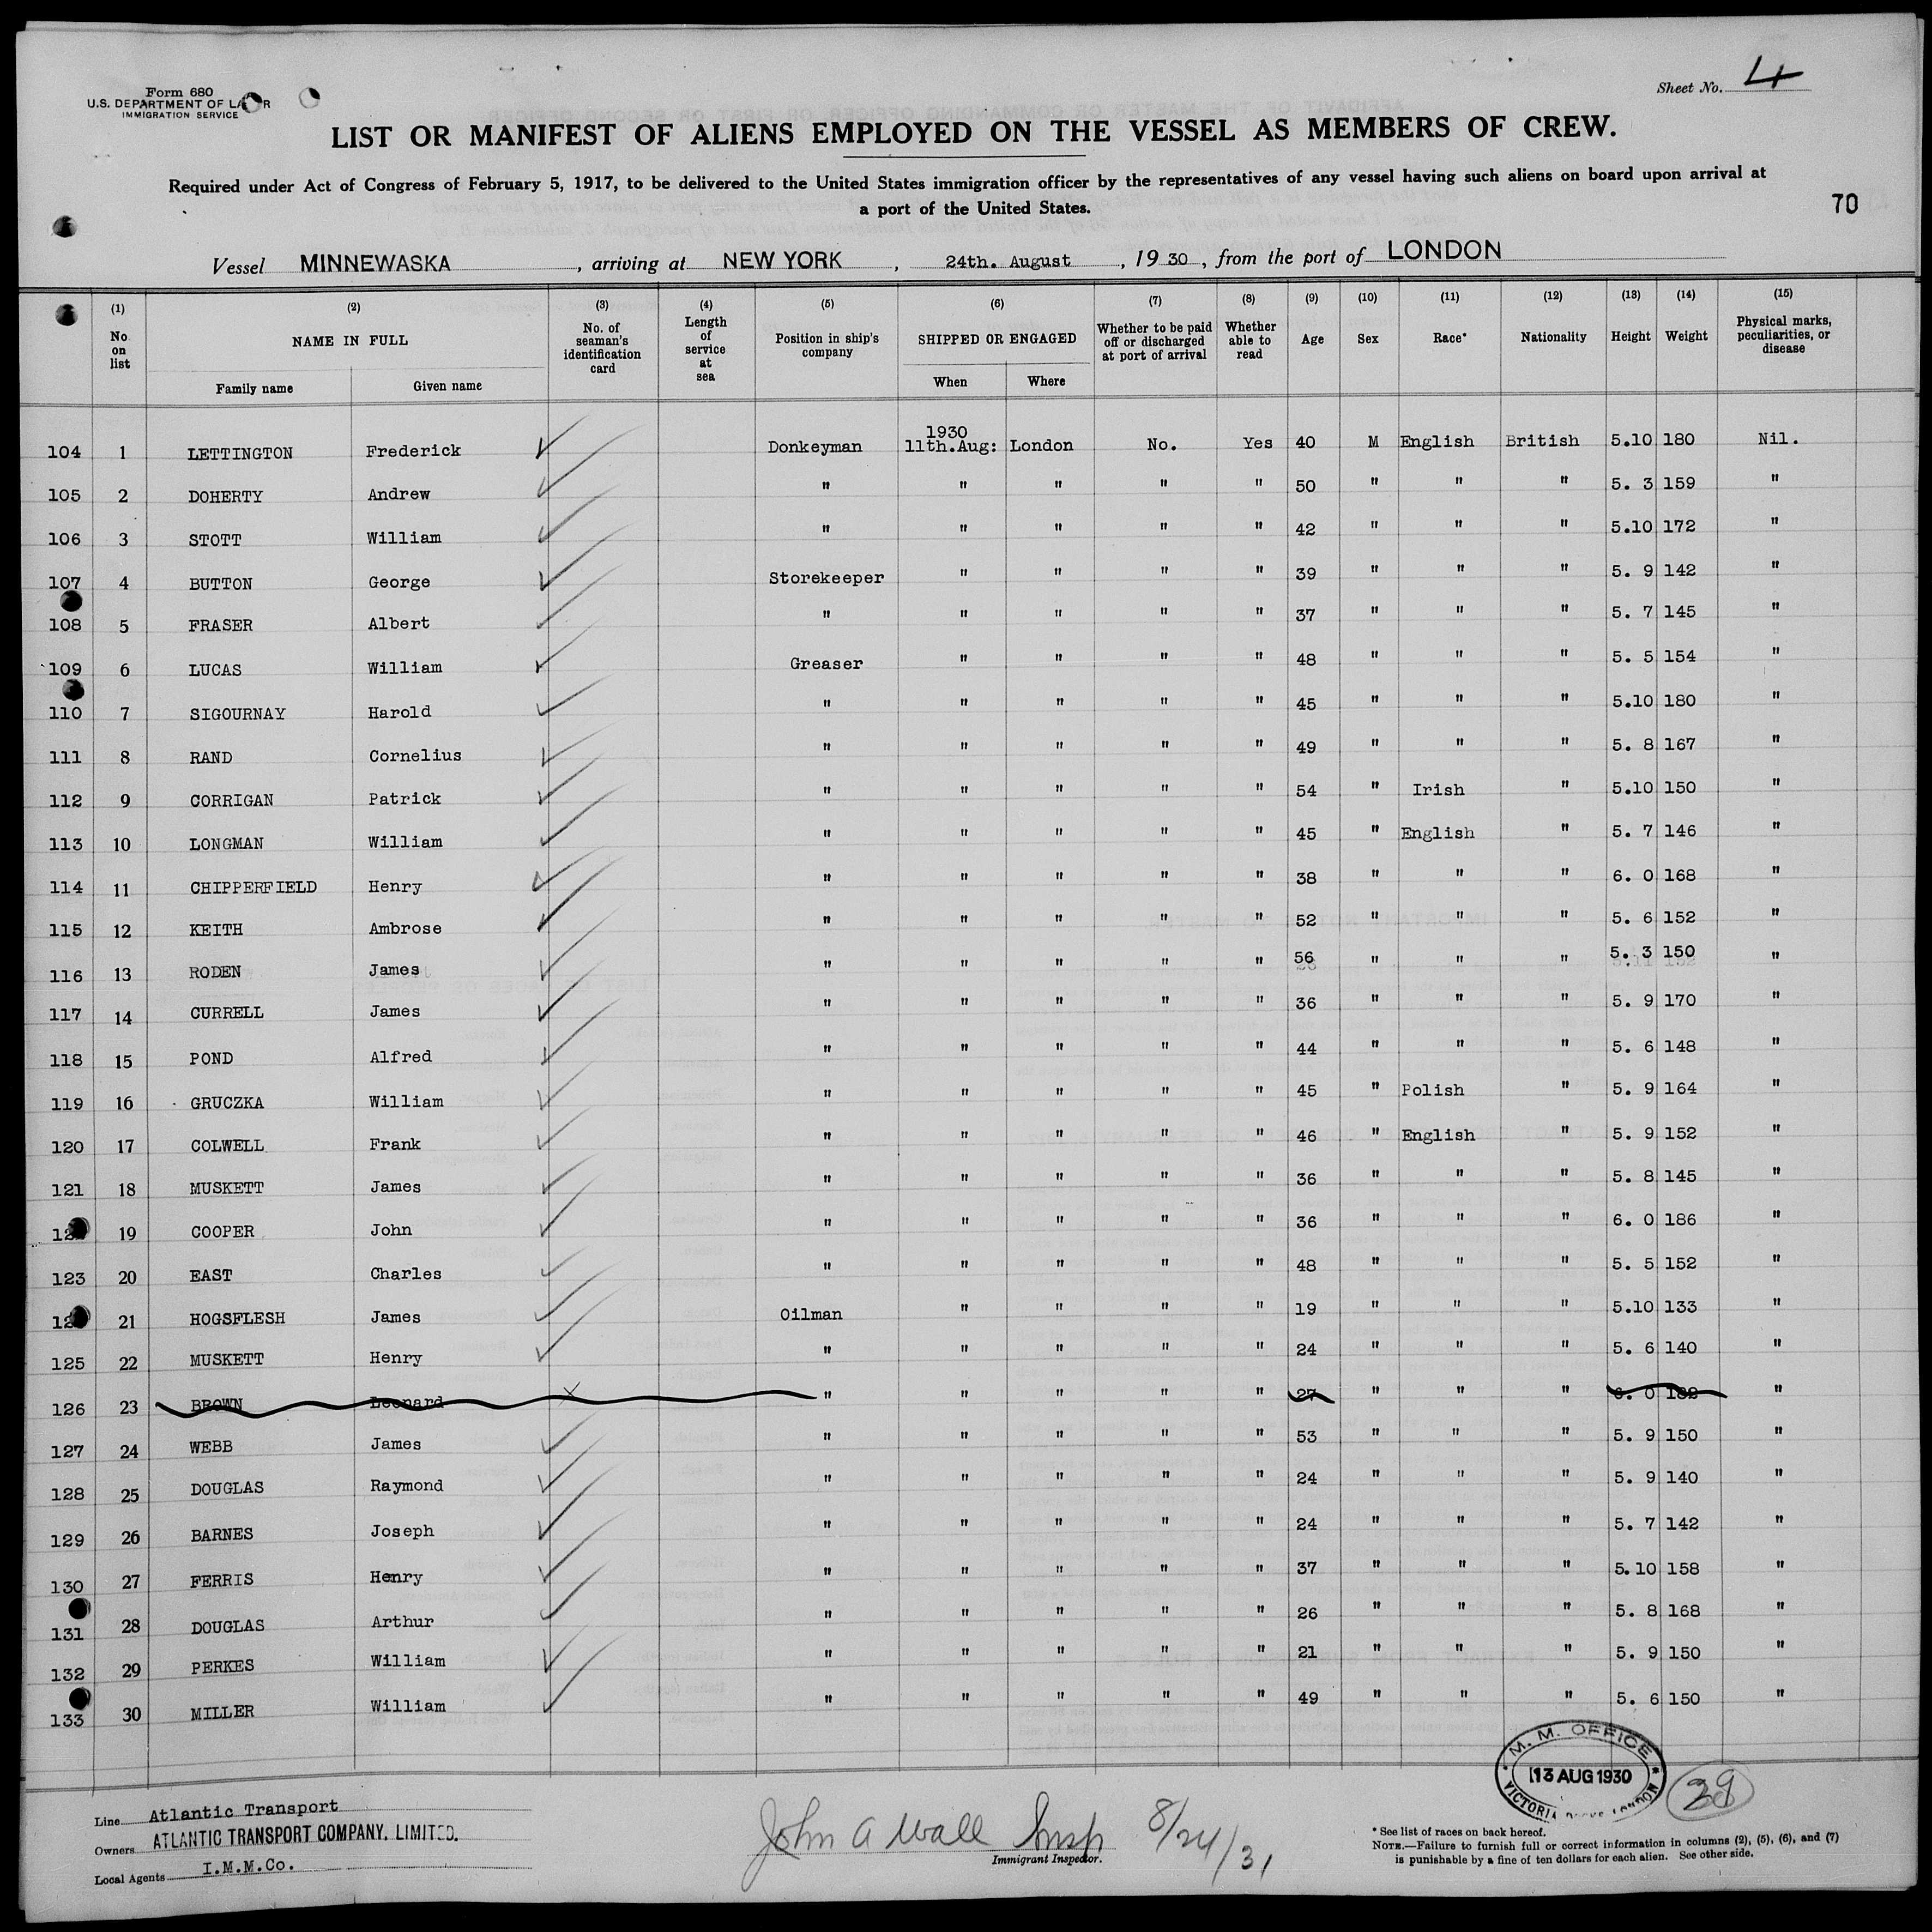 Form 680
U.S. DEPARTMENT OF LABOR
IMMIGRATION SERVICE
Sheet No. 4
LIST OR MANIFEST OF ALIENS EMPLOYED ON THE VESSEL AS MEMBERS OF CREW.
Required under Act of Congress of February 5, 1917, to be delivered to the United States immigration officer by the representatives of any vessel having such aliens on board upon arrival at
a port of the United States.
70
Vessel MINNEWASKA, arriving at NEW YORK, 24th. August, 1930, from the port of LONDON
(1) (2) (3) (4) (5) (6) (7) (8) (9) (10) (11) (12) (13) (14) (15)
No. on list NAME IN FULL No. of seaman's identification card Length of service at sea Position in ship's company SHIPPED OR ENGAGED Whether to be paid off or discharged at port of arrival Whether able to read Age Sex Race* Nationality Height Weight Physical marks, peculiarities, or disease
Family name Given name When Where
1930
104 1 LETTINGTON Frederick Donkeyman 11th.Aug: London No. Yes 40 M English British 5.10 180 Nil.
105 2 DOHERTY Andrew " " " " " 50 " " " 5. 3 159 "
106 3 STOTT William " " " " " 42 " " " 5.10 172 "
107 4 BUTTON George Storekeeper " " " " 39 " " " 5. 9 142 "
108 5 FRASER Albert " " " " " 37 " " " 5. 7 145 "
109 6 LUCAS William Greaser " " " " 48 " " " 5. 5 154 "
110 7 SIGOURNAY Harold " " " " " 45 " " " 5.10 180 "
111 8 RAND Cornelius " " " " " 49 " " " 5. 8 167 "
112 9 CORRIGAN Patrick " " " " " 54 " Irish " 5.10 150 "
113 10 LONGMAN William " " " " " 45 " English " 5. 7 146 "
114 11 CHIPPERFIELD Henry " " " " " 38 " " " 6. 0 168 "
115 12 KEITH Ambrose " " " " " 52 " " " 5. 6 152 "
116 13 RODEN James " " " " " 56 " " " 5. 3 150 "
117 14 CURRELL James " " " " " 36 " " " 5. 9 170 "
118 15 POND Alfred " " " " " 44 " " " 5. 6 148 "
119 16 GRUCZKA William " " " " " 45 " Polish " 5. 9 164 "
120 17 COLWELL Frank " " " " " 46 " English " 5. 9 152 "
121 18 MUSKETT James " " " " " 36 " " " 5. 8 145 "
12 19 COOPER John " " " " " 36 " " " 6. 0 186 "
123 20 EAST Charles " " " " " 48 " " " 5. 5 152 "
12 21 HOGSFLESH James Oilman " " " " 19 " " " 5.10 133 "
125 22 MUSKETT Henry " " " " " 24 " " " 5. 6 140 "
126 23 BROWN Leonard " " " " " 27 " " " 6. 0 182 "
127 24 WEBB James " " " " " 53 " " " 5. 9 150 "
128 25 DOUGLAS Raymond " " " " " 24 " " " 5. 9 140 "
129 26 BARNES Joseph " " " " " 24 " " " 5. 7 142 "
130 27 FERRIS Henry " " " " " 37 " " " 5.10 158 "
131 28 DOUGLAS Arthur " " " " " 26 " " " 5. 8 168 "
132 29 PERKES William " " " " " 21 " " " 5. 9 150 "
133 30 MILLER William " " " " " 49 " " " 5. 6 150 "
M. M. OFFICE
13 AUG 1930
VICTORIA DOCKS LONDON
29
Line Atlantic Transport
Owners ATLANTIC TRANSPORT COMPANY, LIMITED.
Local Agents I.M.M.Co.
John A Wall Insp 8/24/31
Immigrant Inspector.
* See list of races on back hereof.
NOTE.—Failure to furnish full or correct information in columns (2), (5), (6), and (7)
is punishable by a fine of ten dollars for each alien. See other side.